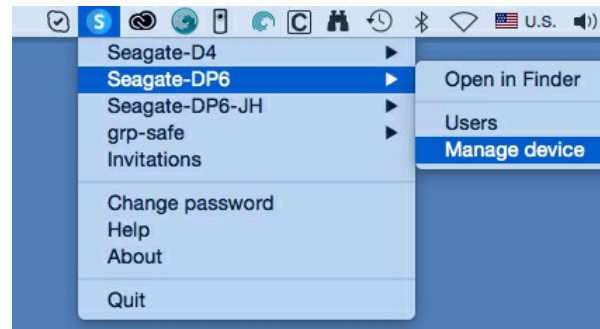 S
C
U.S.
Seagate-D4
Seagate-DP6
Seagate-DP6-JH
grp-safe
Invitations
Change password
Help
About
Quit
Open in Finder
Users
Manage device